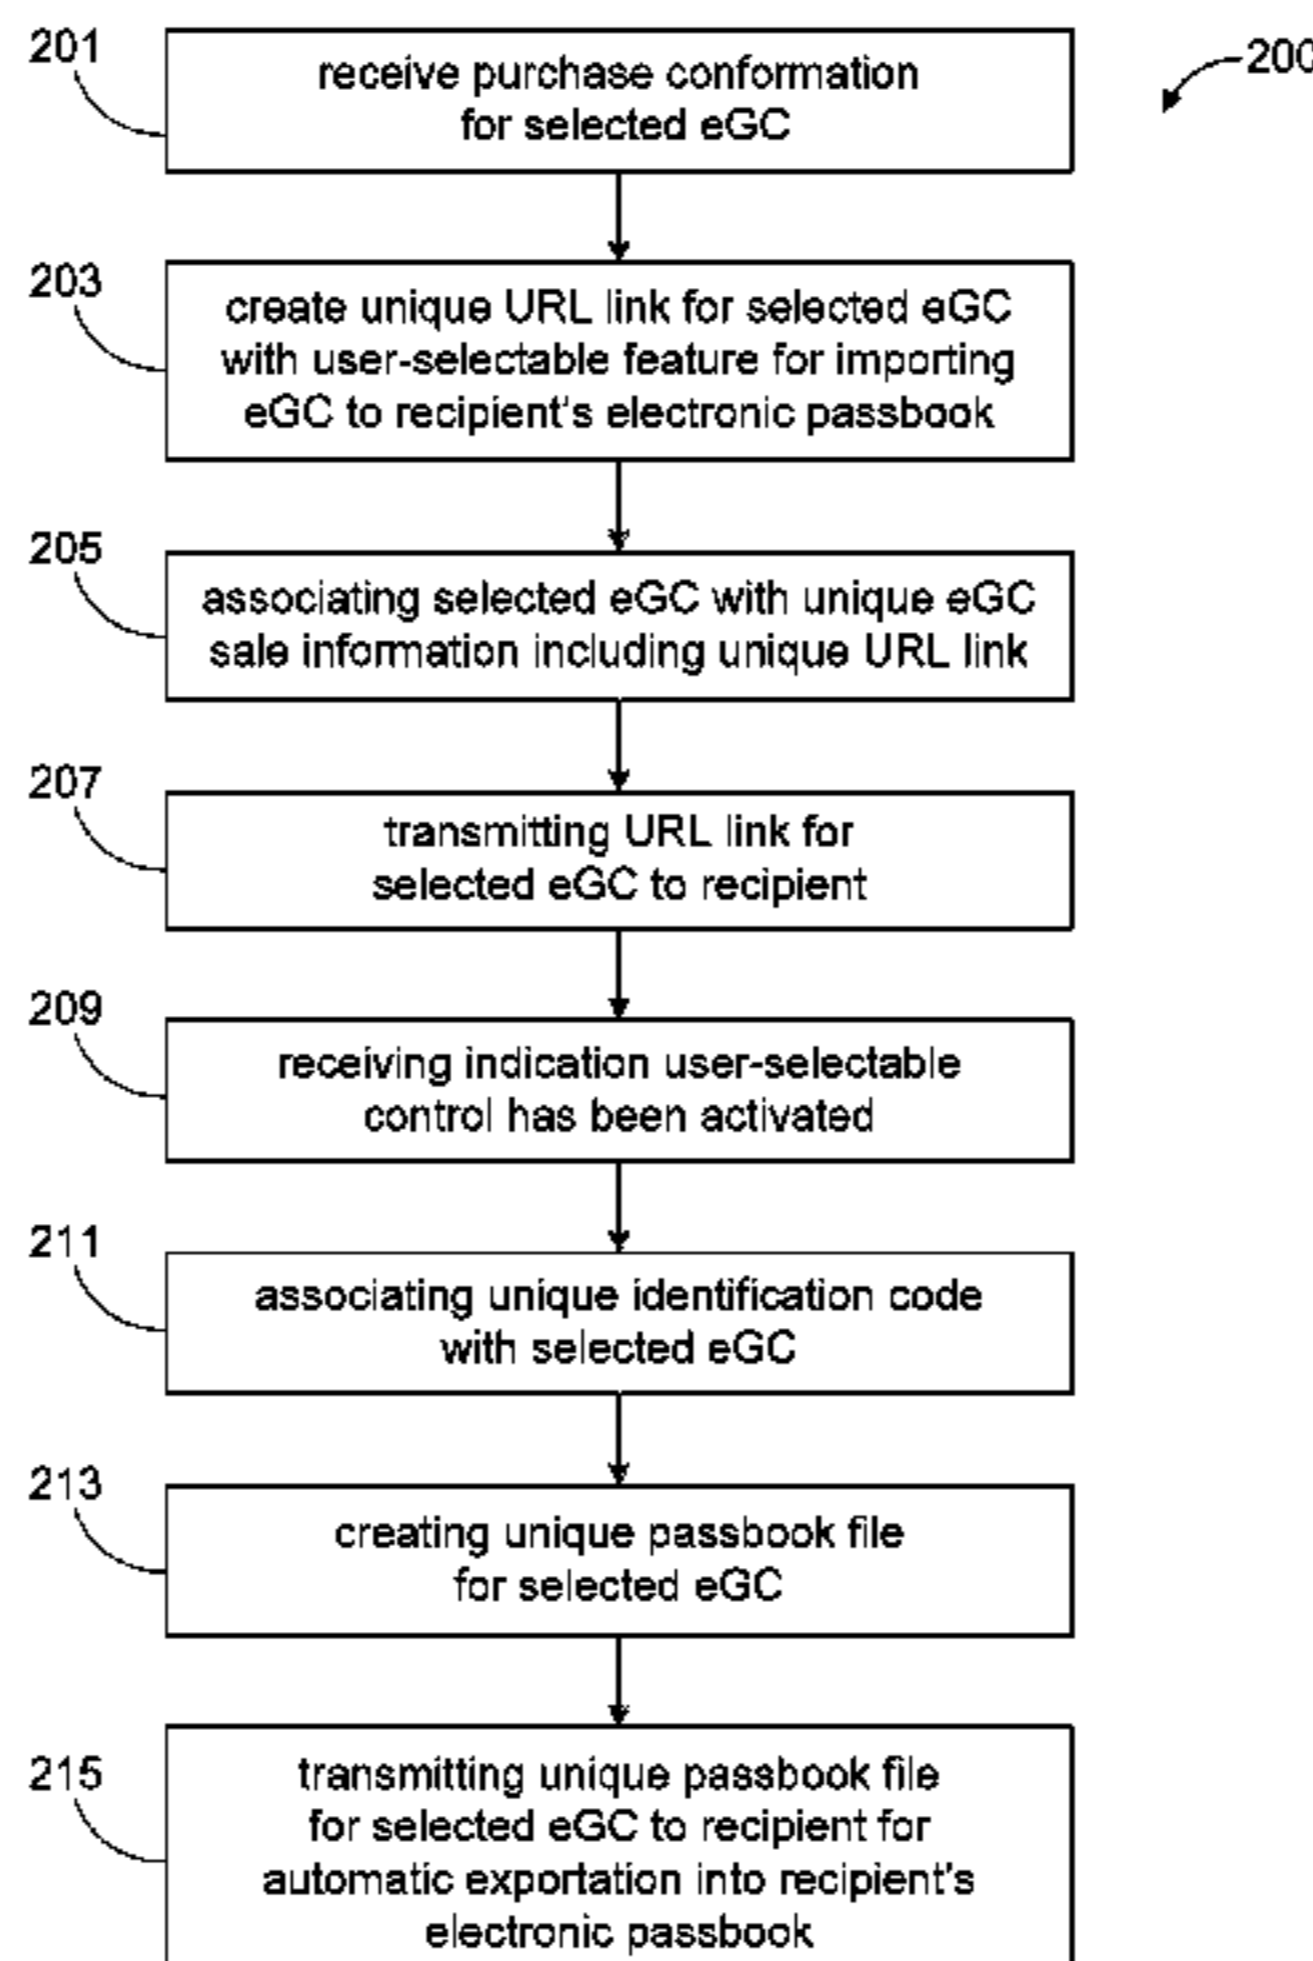 201
200
receive purchase conformation
for selected eGC
203
create unique URL link for selected eGC
with user-selectable feature for importing
eGC to recipient's electronic passbook
205
associating selected eGC with unique eGC
sale information including unique URL link
207
transmitting URL link for
selected eGC to recipient
209
receiving indication user-selectable
control has been activated
211
associating unique identification code
with selected eGC
213
creating unique passbook file
for selected eGC
215
transmitting unique passbook file
for selected eGC to recipient for
automatic exportation into recipient's
electronic passbook